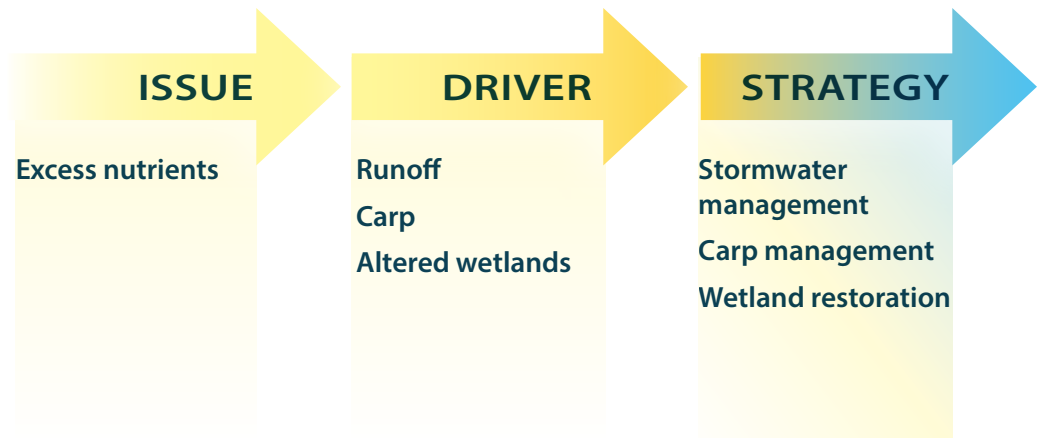 ISSUE
Excess nutrients
DRIVER
Runoff
Carp
Altered wetlands
STRATEGY
Stormwater
management
Carp management
Wetland restoration